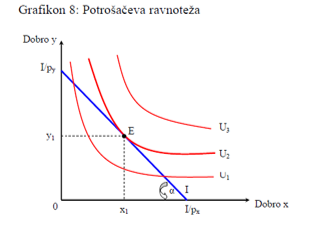 Grafikon 8: Potrošačeva ravnoteža
Dobro y
I/py
U3
E
y1
U2
U1
α
I
0
x1
I/px
Dobro x